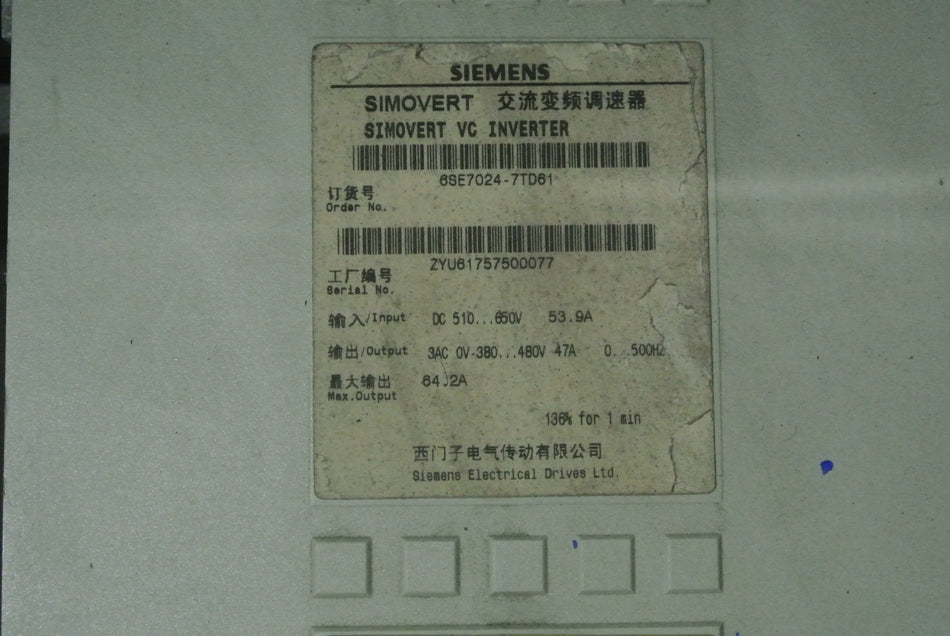 SIEMENS
SIMOVERT 交流变频调速器
SIMOVERT VC INVERTER
6SE7024-7TD61
订货号
Order No.
ZYU61757500077
工厂编号
Serial No.
输入/Input DC 510...650V 53.9A
输出/Output 3AC 0V-380...480V 47A 0...500HZ
最大输出 64.2A
Max.Output
136% for 1 min
西门子电气传动有限公司
Siemens Electrical Drives Ltd.